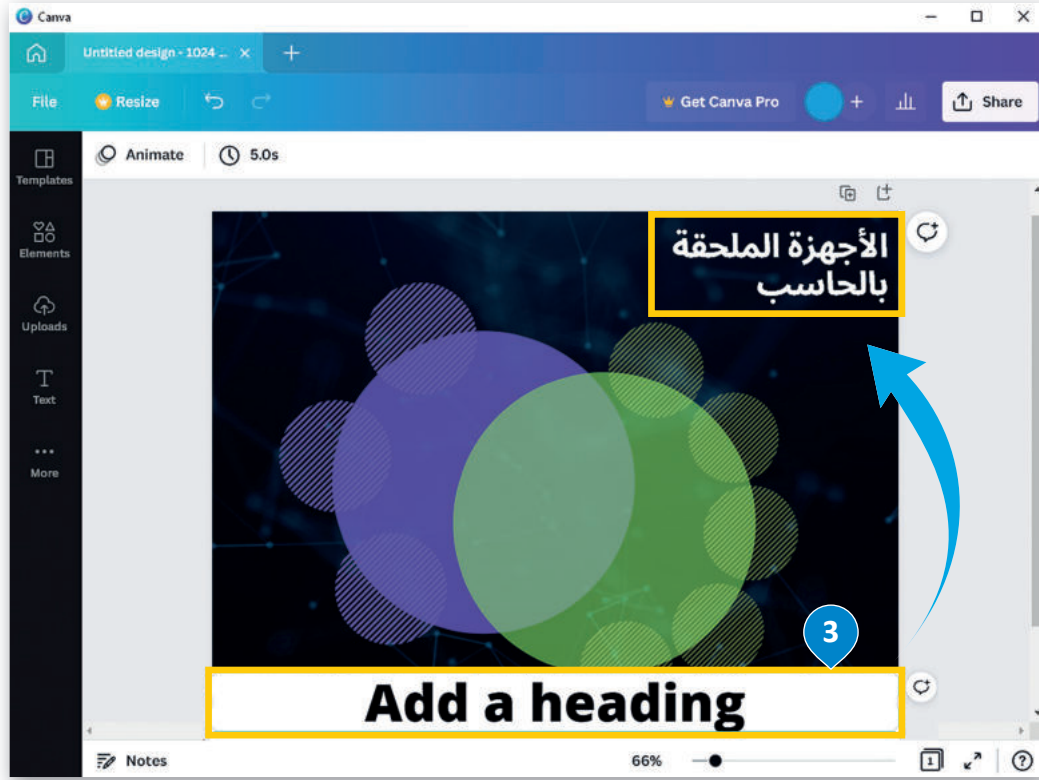 Canva
Untitled design - 1024 ...
File
Resize
Get Canva Pro
Share
Animate
5.0s
Templates
Elements
Uploads
Text
More
الأجهزة الملحقة
بالحاسب
3
Add a heading
Notes
66%
1